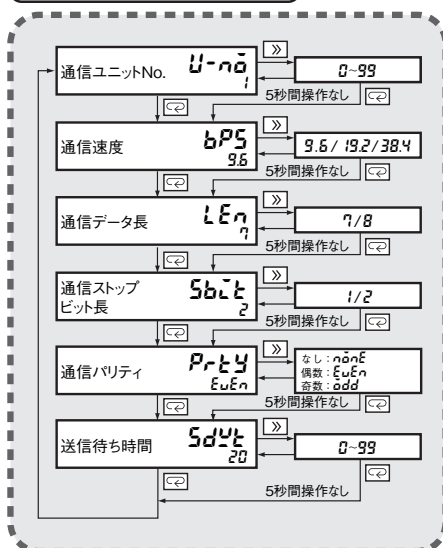 通信ユニットNo.
U-no
1
0~99
5秒間操作なし
通信速度
bPS
9.6
9.6/19.2/38.4
5秒間操作なし
通信データ長
LEn
7
7/8
5秒間操作なし
通信ストップ
ビット長
Sbit
2
1/2
5秒間操作なし
通信パリティ
PrtY
EvEn
なし:nonE
偶数:EvEn
奇数:odd
5秒間操作なし
送信待ち時間
SdWt
20
0~99
5秒間操作なし